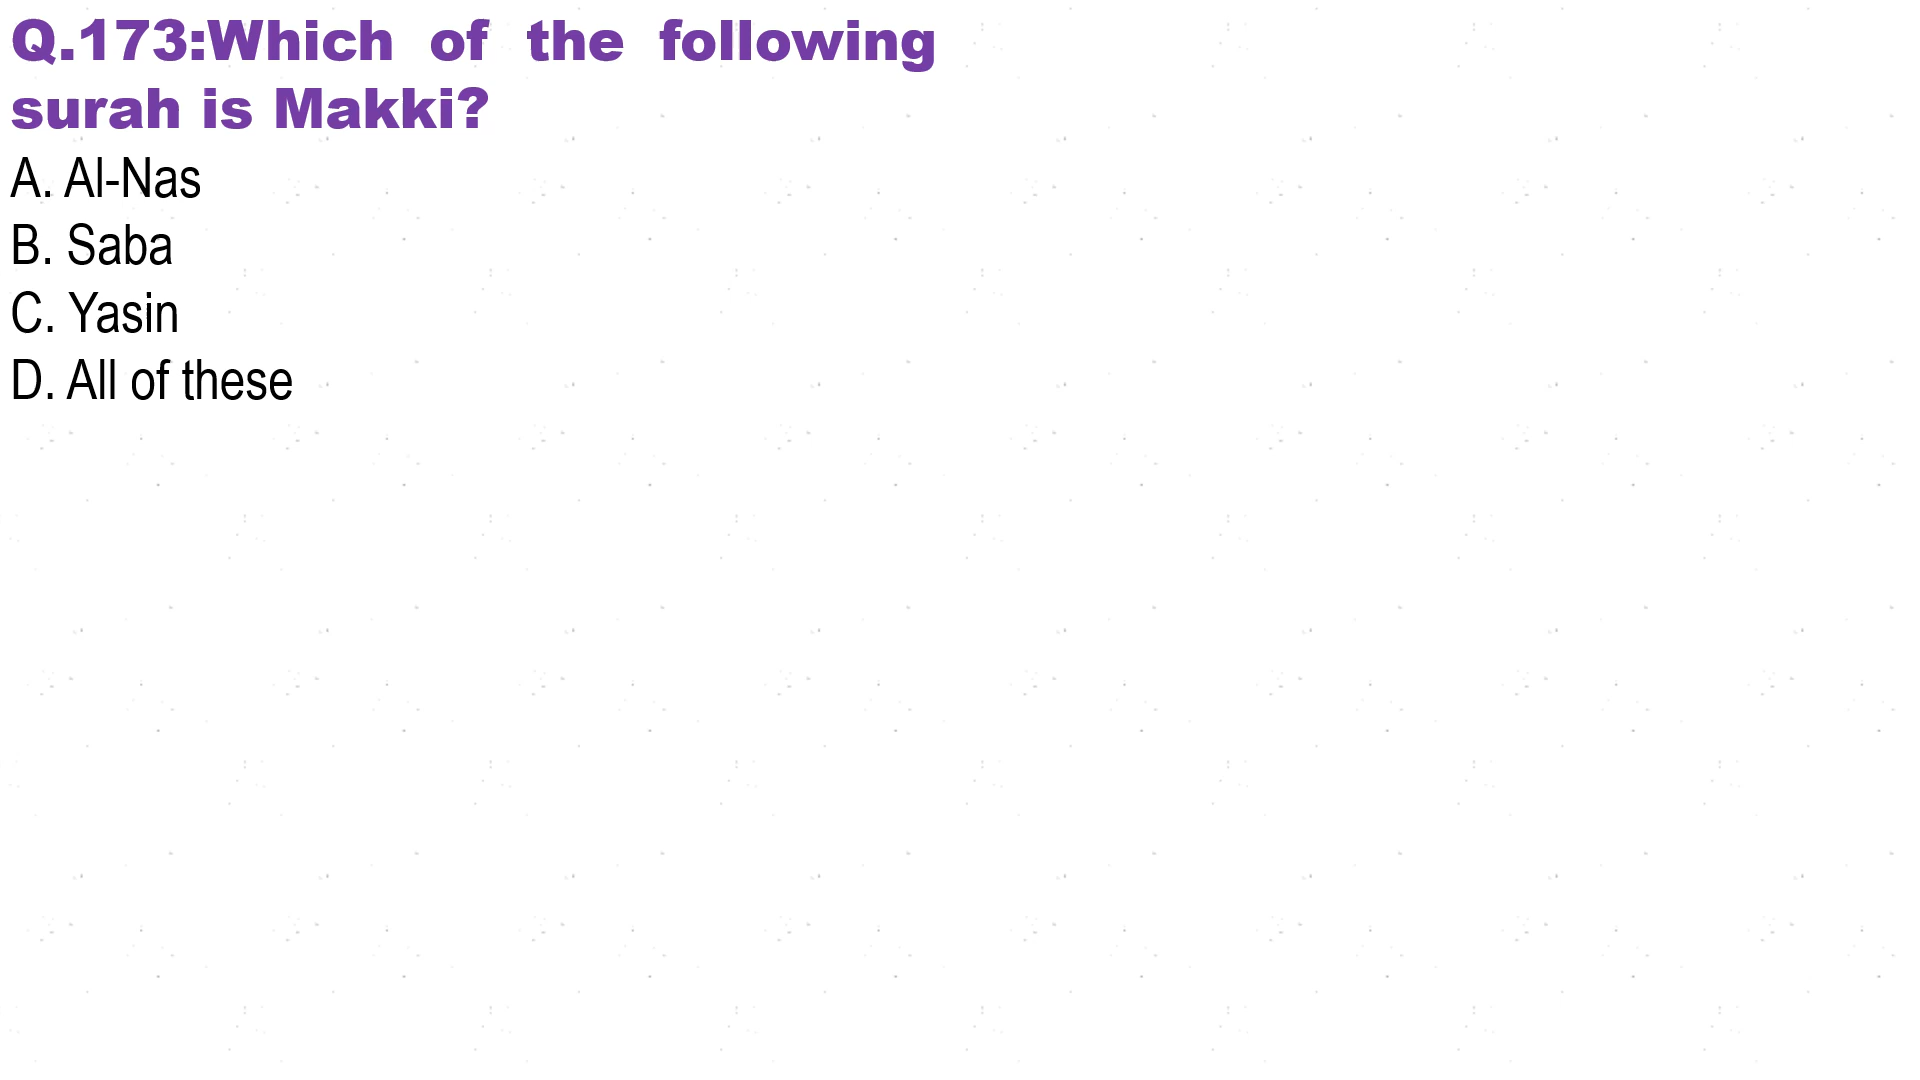 Q.173:Which of the following
surah is Makki?
A. Al-Nas
B. Saba
C. Yasin
D. All of these